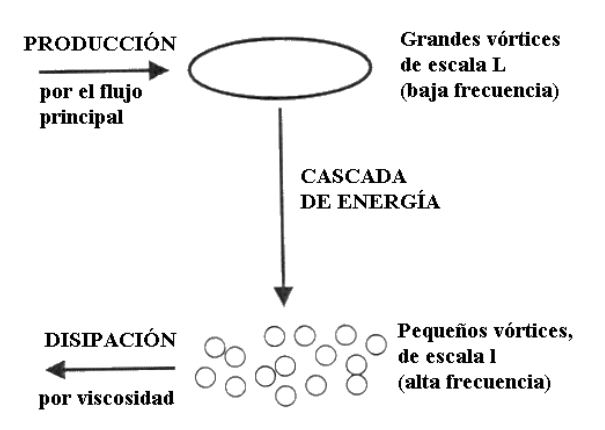 PRODUCCIÓN
por el flujo
principal
Grandes vórtices
de escala L
(baja frecuencia)
CASCADA
DE ENERGÍA
DISIPACIÓN
por viscosidad
Pequeños vórtices,
de escala l
(alta frecuencia)